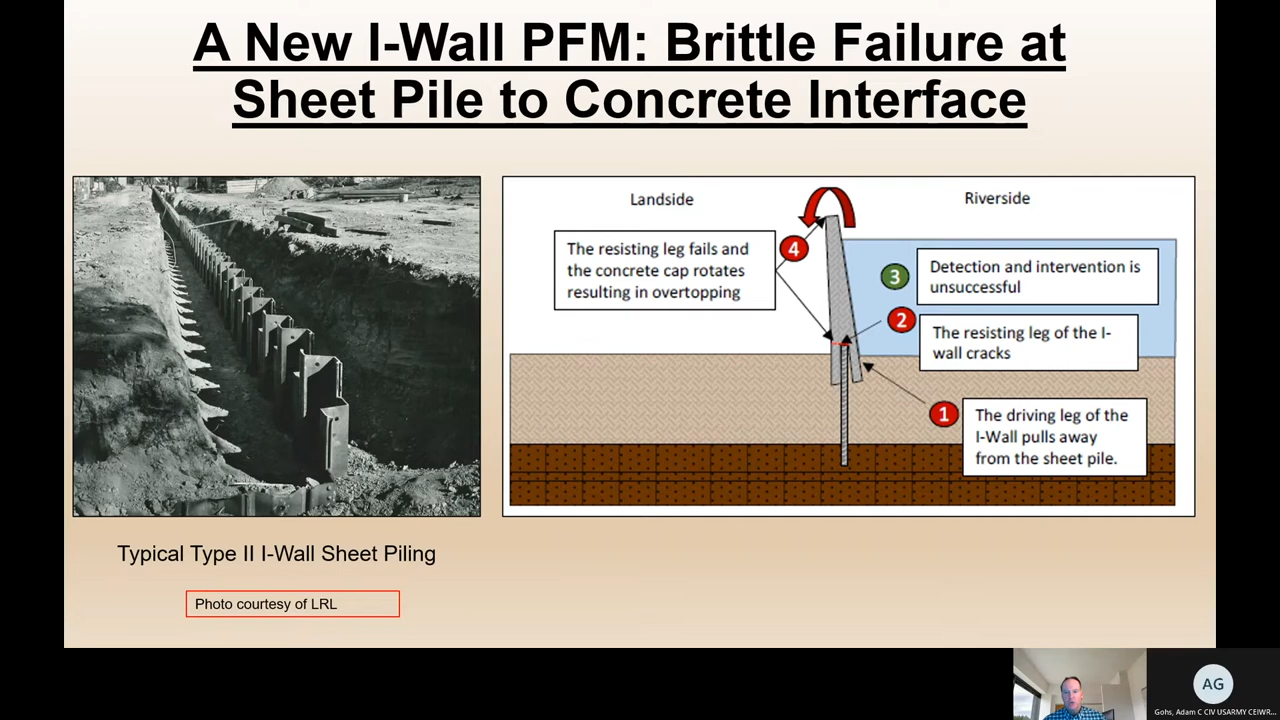 A New I-Wall PFM: Brittle Failure at
Sheet Pile to Concrete Interface
Landside
Riverside
The resisting leg fails and
the concrete cap rotates
resulting in overtopping
4
3
Detection and intervention is
unsuccessful
2
The resisting leg of the I-
wall cracks
1
The driving leg of the
I-Wall pulls away
from the sheet pile.
Typical Type II I-Wall Sheet Piling
Photo courtesy of LRL
AG
Gohs, Adam C CIV USARMY CEIWR...